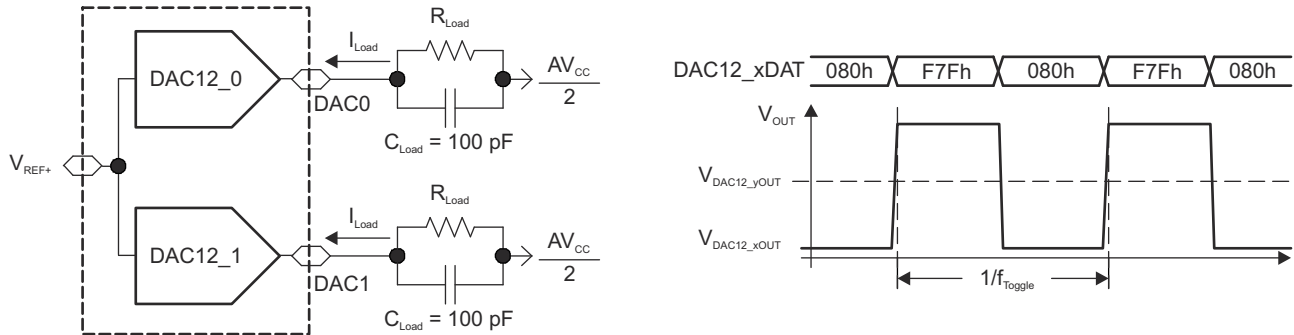 R_Load
I_Load
DAC12_0
DAC0
AV_CC
2
C_Load = 100 pF
V_REF+
R_Load
I_Load
DAC12_1
DAC1
AV_CC
2
C_Load = 100 pF
DAC12_xDAT 080h F7Fh 080h F7Fh 080h
V_OUT
V_DAC12_yOUT
V_DAC12_xOUT
1/f_Toggle